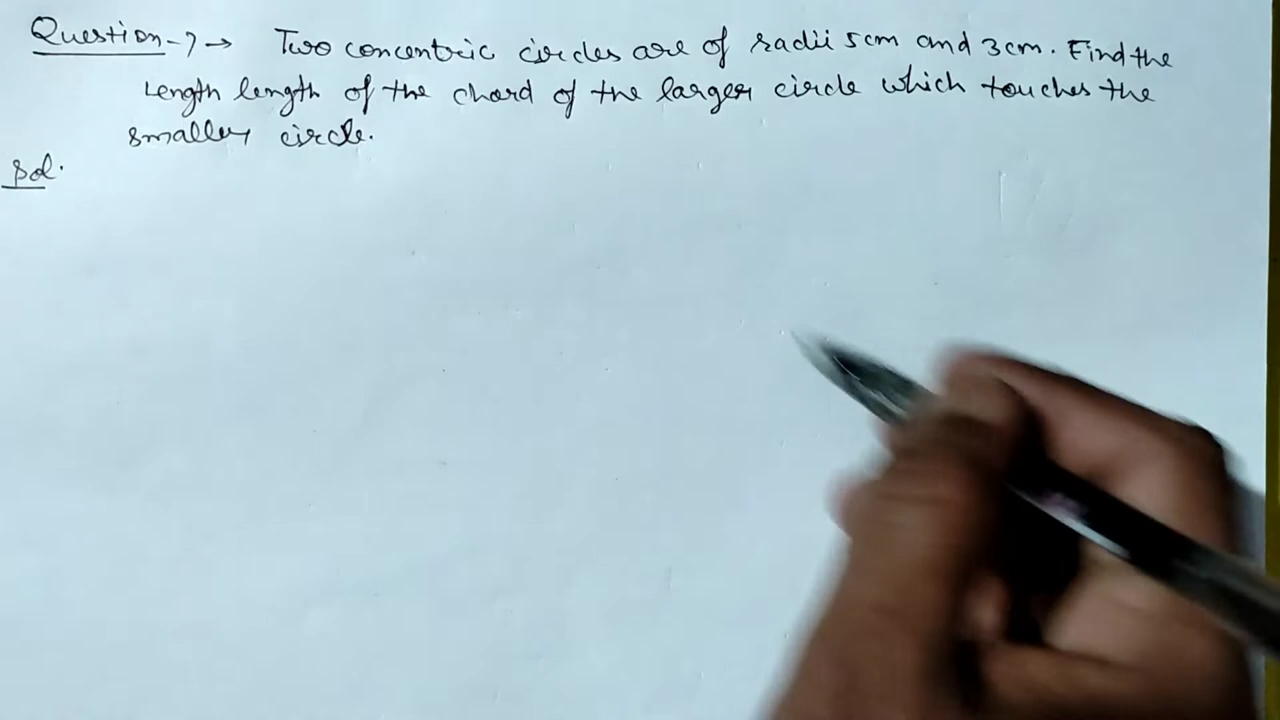 Question-7→ Two concentric circles are of radii 5cm and 3cm. Find the
Length length of the chord of the larger circle which touches the
smaller circle.
Sol.